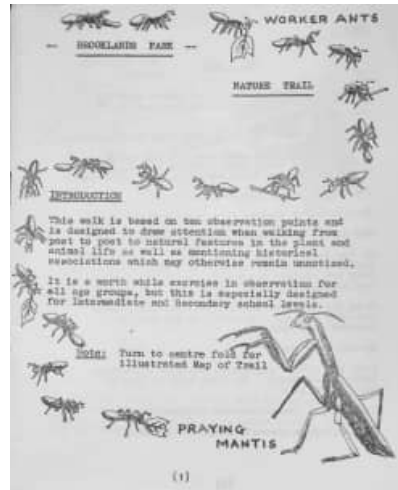 WORKER ANTS
-- BROOKLANDS PARK --
NATURE TRAIL
INTRODUCTION
This walk is based on ten observation points and
is designed to draw attention when walking from
post to post to natural features in the plant and
animal life as well as mentioning historical
associations which may otherwise remain unnoticed.
It is a worth while exercise in observation for
all age groups, but this is especially designed
for Intermediate and Secondary school levels.
Note: Turn to centre fold for
illustrated Map of Trail
PRAYING
MANTIS
(1)